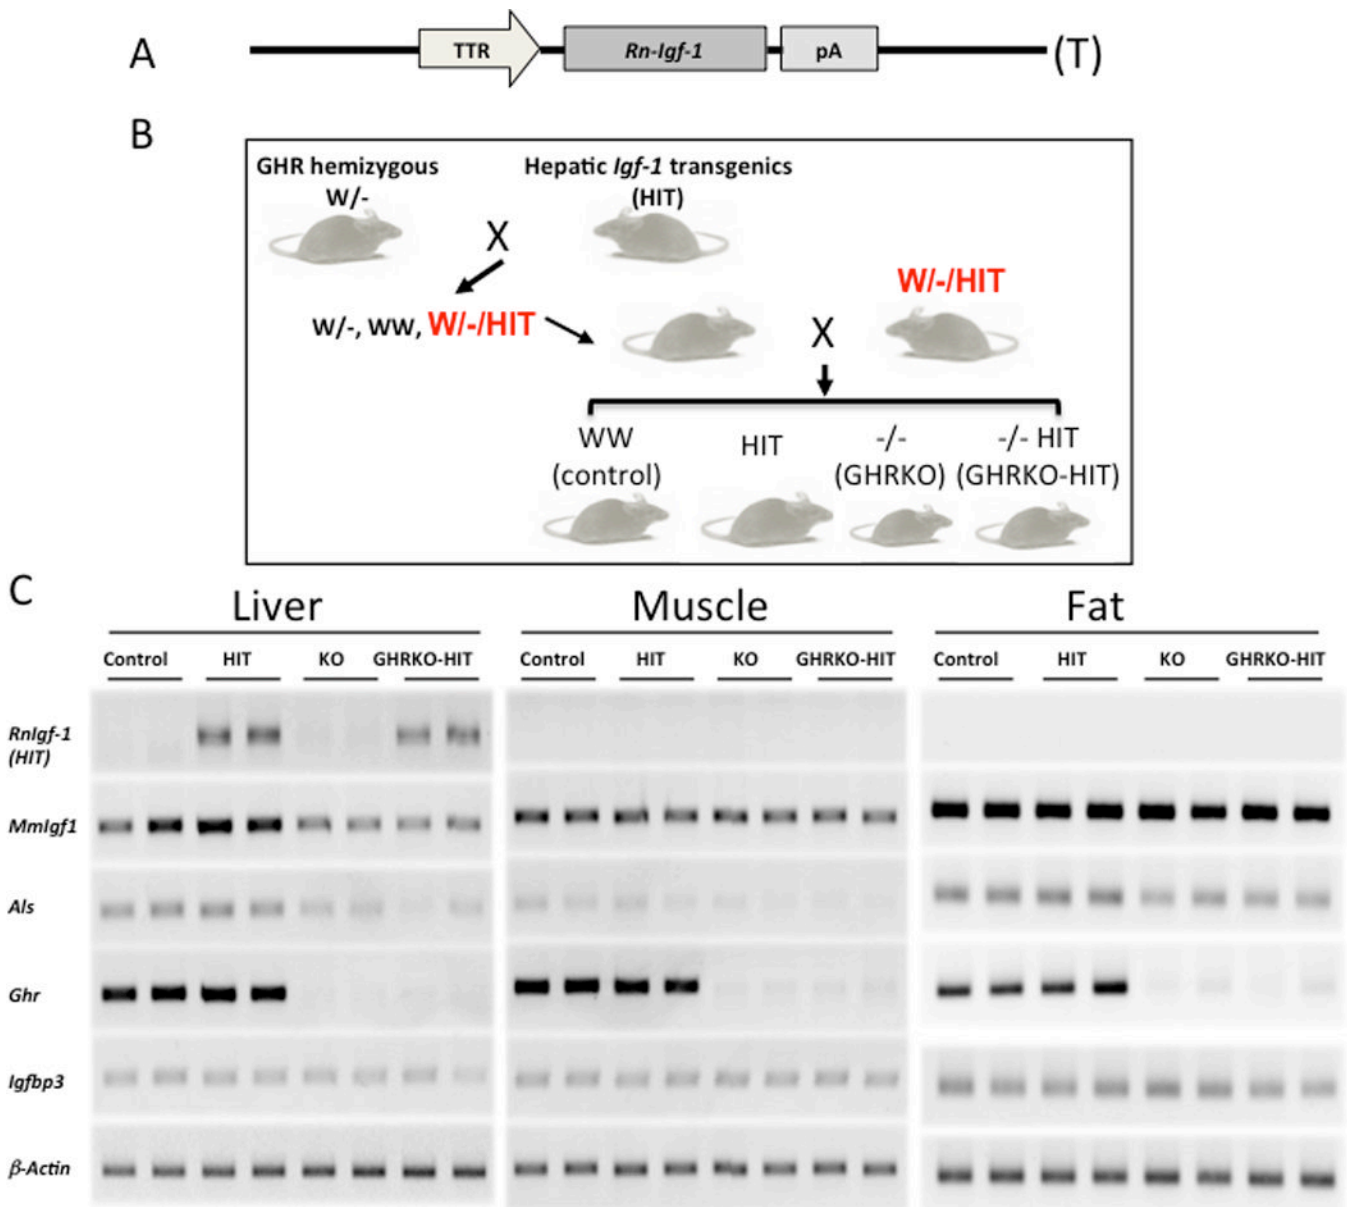 A
TTR
Rn-Igf-1
pA
(T)
B
GHR hemizygous
W/-
Hepatic Igf-1 transgenics
(HIT)
X
W/-, WW, W/-/HIT
W/-/HIT
X
WW
(control)
HIT
-/-
(GHRKO)
-/- HIT
(GHRKO-HIT)
C
Liver
Muscle
Fat
Control HIT KO GHRKO-HIT
Control HIT KO GHRKO-HIT
Control HIT KO GHRKO-HIT
RnIgf-1
(HIT)
MmIgf1
Als
Ghr
Igfbp3
β-Actin